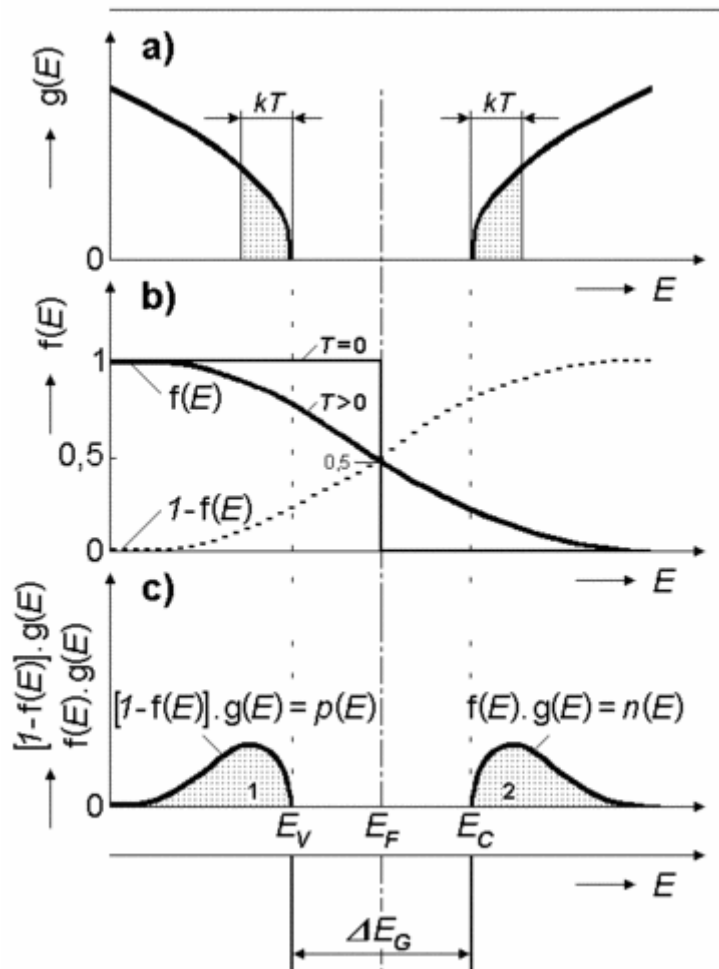 a)
g(E)
kT
kT
0
E
b)
f(E)
1
T=0
f(E)
T>0
0,5
0,5
1-f(E)
0
E
c)
[1-f(E)].g(E)
f(E).g(E)
[1-f(E)].g(E)=p(E)
f(E).g(E)=n(E)
1
2
0
E_V
E_F
E_C
E
ΔE_G